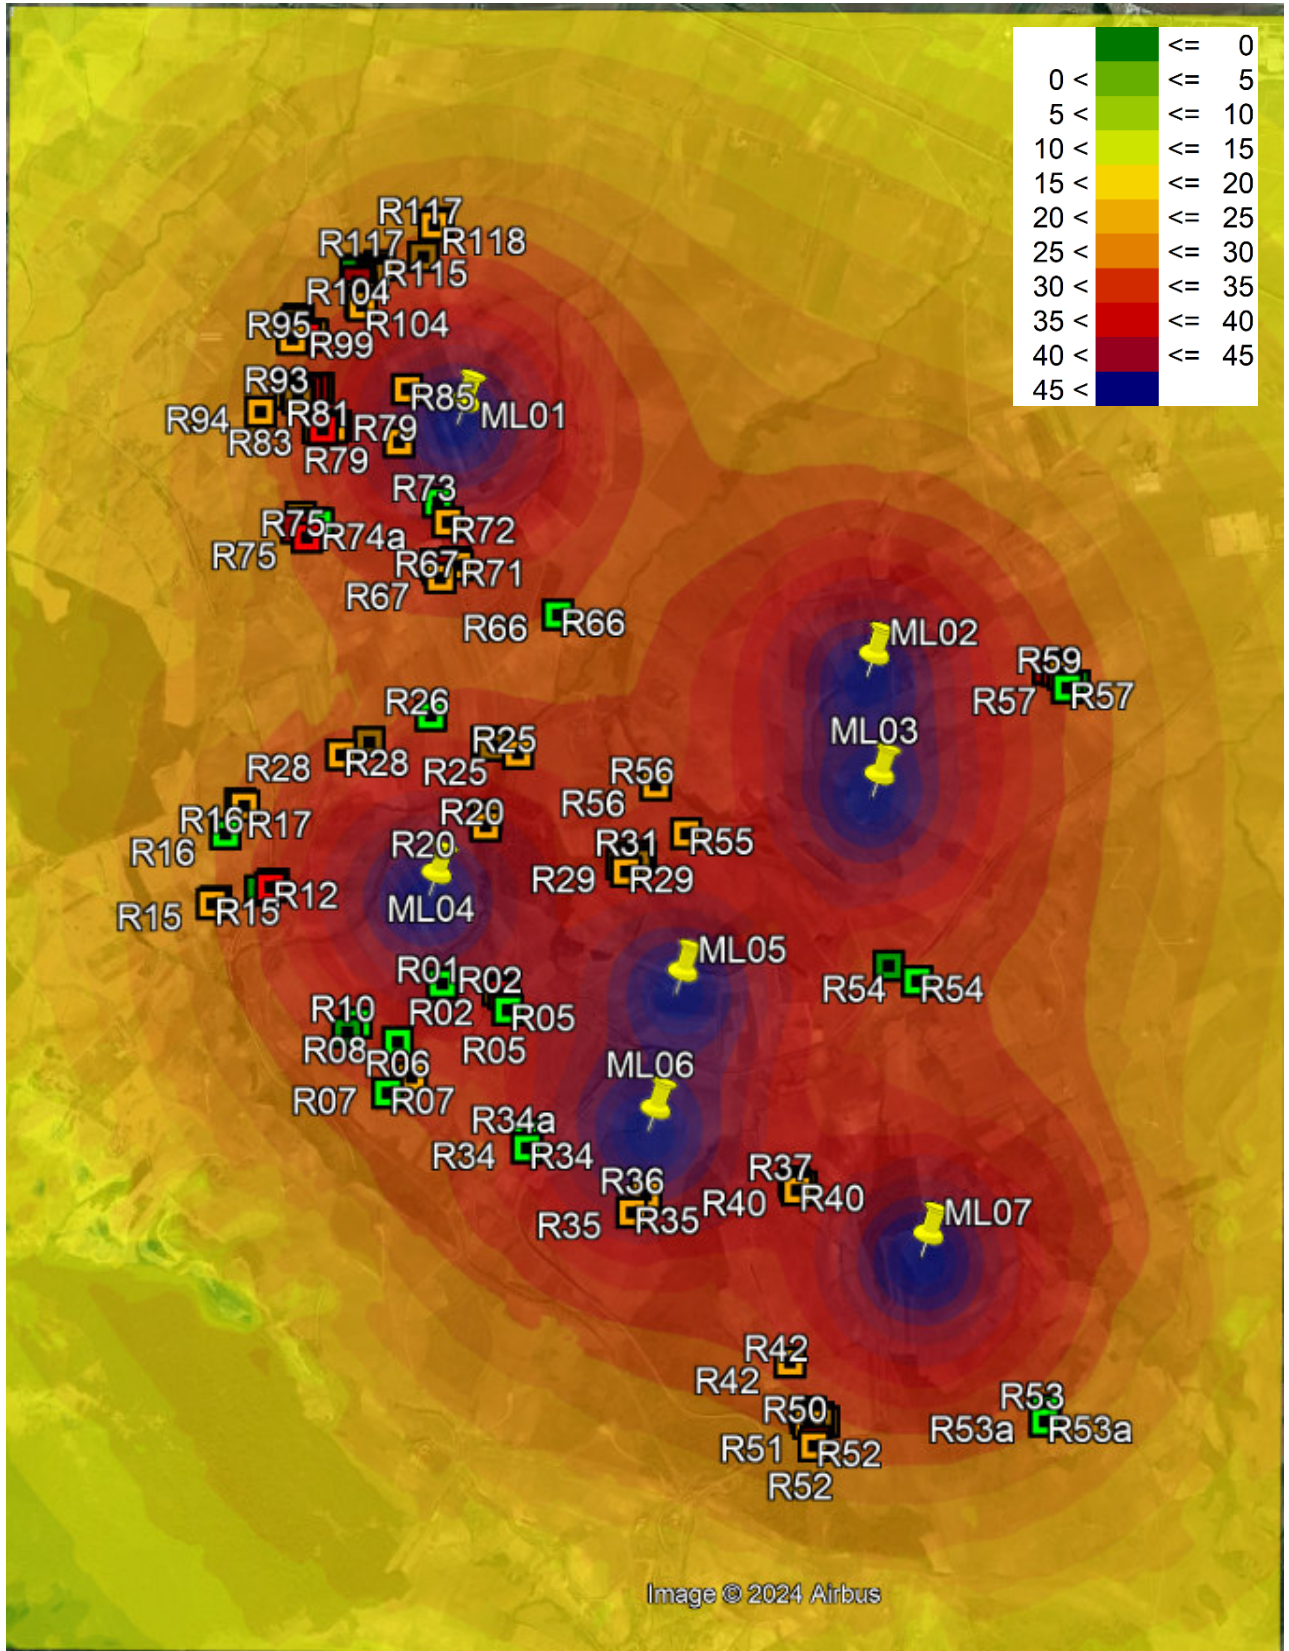 <= 0
0 < <= 5
5 < <= 10
10 < <= 15
15 < <= 20
20 < <= 25
25 < <= 30
30 < <= 35
35 < <= 40
40 < <= 45
45 <
R117
R117 R118
R115
R104
R95 R104
R99
R93 R85
R94 R81 ML01
R83 R79
R79
R73
R75 R74a R72
R75 R67 R71
R67
R66 R66
ML02
R59
R57 R57
R26
ML03
R25
R28 R28 R25 R56
R56
R16 R17 R20
R16 R20 R31 R55
R29 R29
R12
R15 R15 ML04
ML05
R01 R02
R54 R54
R10 R02 R05
R08 R05
R06 ML06
R07 R07
R34a
R34 R34
R37
R36 R40 R40
R35 R35 ML07
R42
R42
R53
R50
R51 R52 R53a R53a
R52
Image © 2024 Airbus